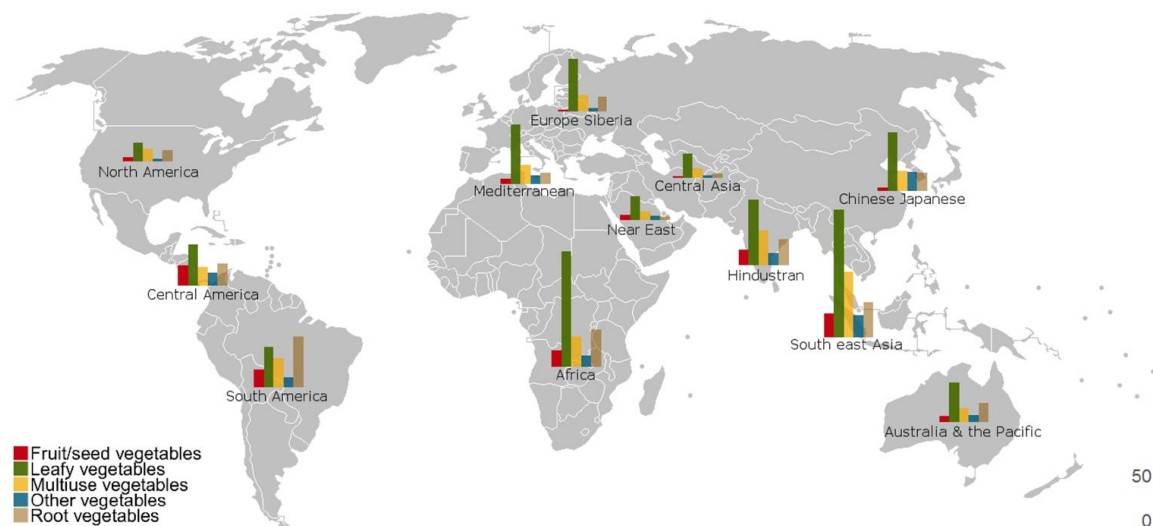 Europe Siberia
North America
Mediterranean
Central Asia
Chinese Japanese
Near East
Hindustran
Central America
South east Asia
Africa
South America
Australia & the Pacific
Fruit/seed vegetables
Leafy vegetables
Multiuse vegetables
Other vegetables
Root vegetables
50
0